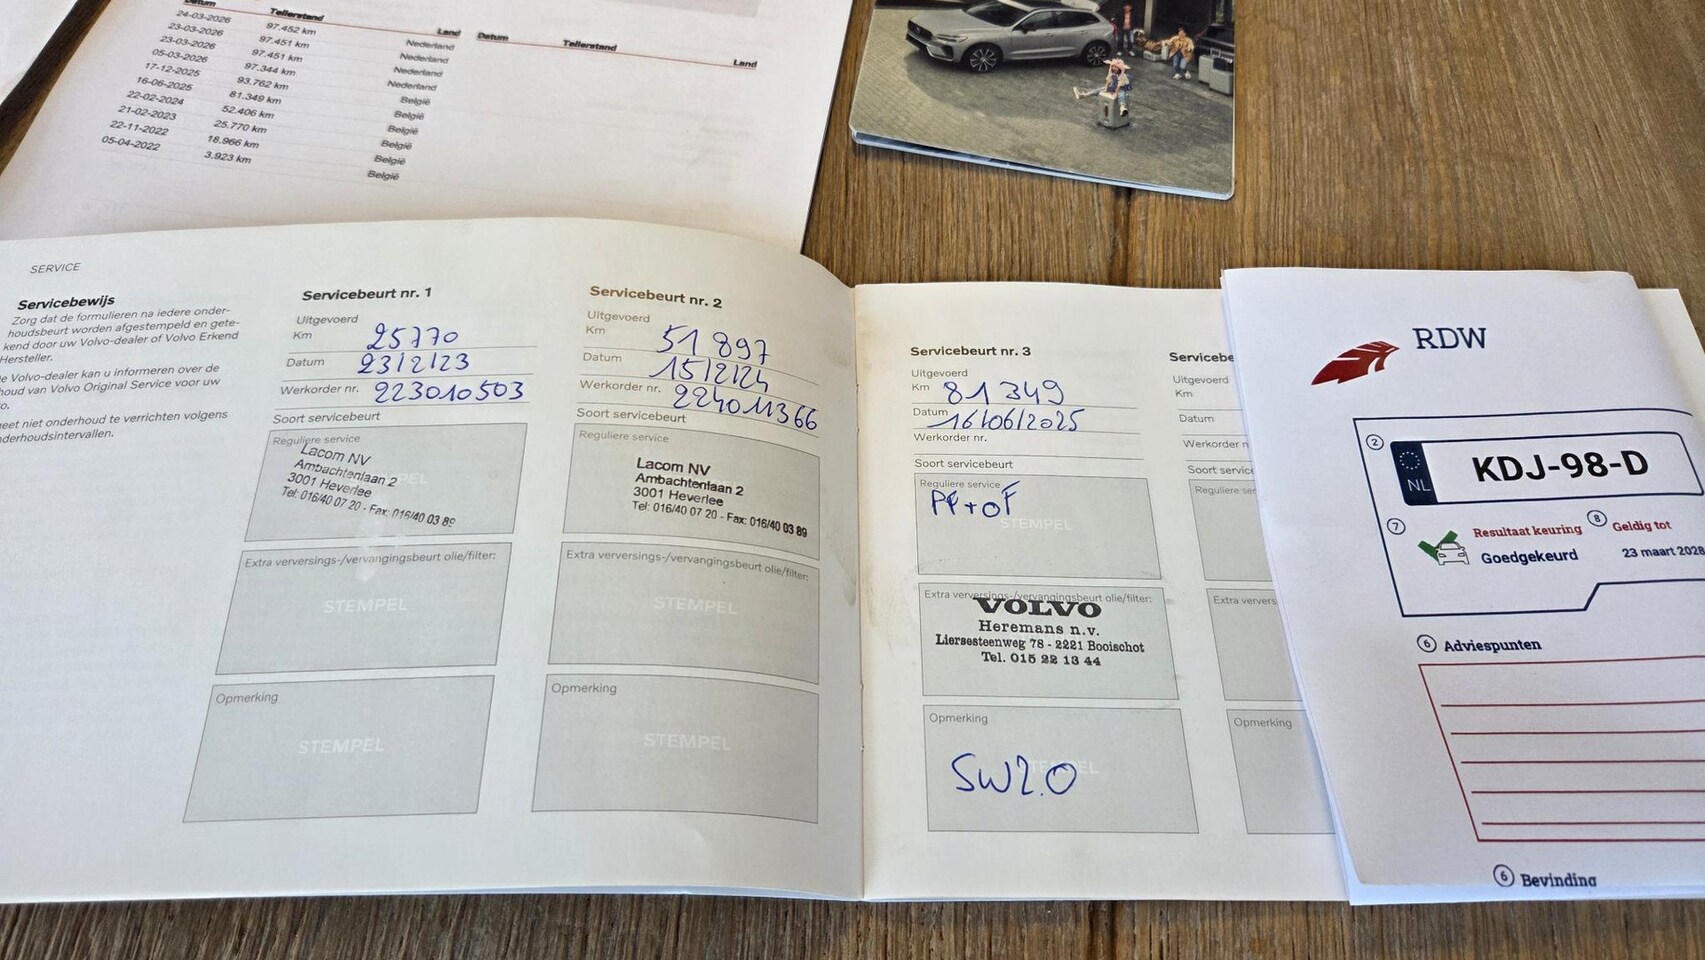 Datum Tellerstand Land Datum Tellerstand Land
24-03-2026 97.452 km Nederland
23-03-2026 97.451 km Nederland
23-03-2026 97.451 km Nederland
05-03-2026 97.344 km Nederland
17-12-2025 93.762 km België
16-06-2025 81.349 km België
22-02-2024 52.406 km België
21-02-2023 25.770 km België
22-11-2022 18.966 km België
05-04-2022 3.923 km België
SERVICE
Servicebewijs
Zorg dat de formulieren na iedere onder-
houdsbeurt worden afgestempeld en gete-
kend door uw Volvo-dealer of Volvo Erkend
Hersteller.
Volvo-dealer kan u informeren over de
van Volvo Original Service voor uw
niet onderhoud te verrichten volgens
Servicebeurt nr. 1
Uitgevoerd
Km 25770
Datum 23/2/23
Werkorder nr. 223010503
Soort servicebeurt
Reguliere service
Lacom NV
Ambachtenlaan 2
3001 Heverlee
Tel: 016/40 07 20 - Fax: 016/40 03 89
Extra verversings-/vervangingsbeurt olie/filter:
STEMPEL
Opmerking
STEMPEL
Servicebeurt nr. 2
Uitgevoerd
Km 51 897
Datum 15/2/24
Werkorder nr. 224011366
Soort servicebeurt
Reguliere service
Lacom NV
Ambachtenlaan 2
3001 Heverlee
Tel: 016/40 07 20 - Fax: 016/40 03 89
Extra verversings-/vervangingsbeurt olie/filter:
STEMPEL
Opmerking
STEMPEL
Servicebeurt nr. 3
Uitgevoerd
Km 81 349
Datum 16/06/2025
Werkorder nr.
Soort servicebeurt
Reguliere service
STEMPEL
Extra verversings-/vervangingsbeurt olie/filter:
VOLVO
Heremans n.v.
Liersesteenweg 78 - 2221 Booischot
Tel. 015 22 13 44
Opmerking
SW2.0
Servicebe
Uitgevoerd
Km
Datum
Werkorder n
Soort servic
Reguliere ser
Extra ververs
Opmerking
RDW
2
NL KDJ-98-D
7 Resultaat keuring 8 Geldig tot
Goedgekeurd 23 maart 2028
6 Adviespunten
6 Bevinding